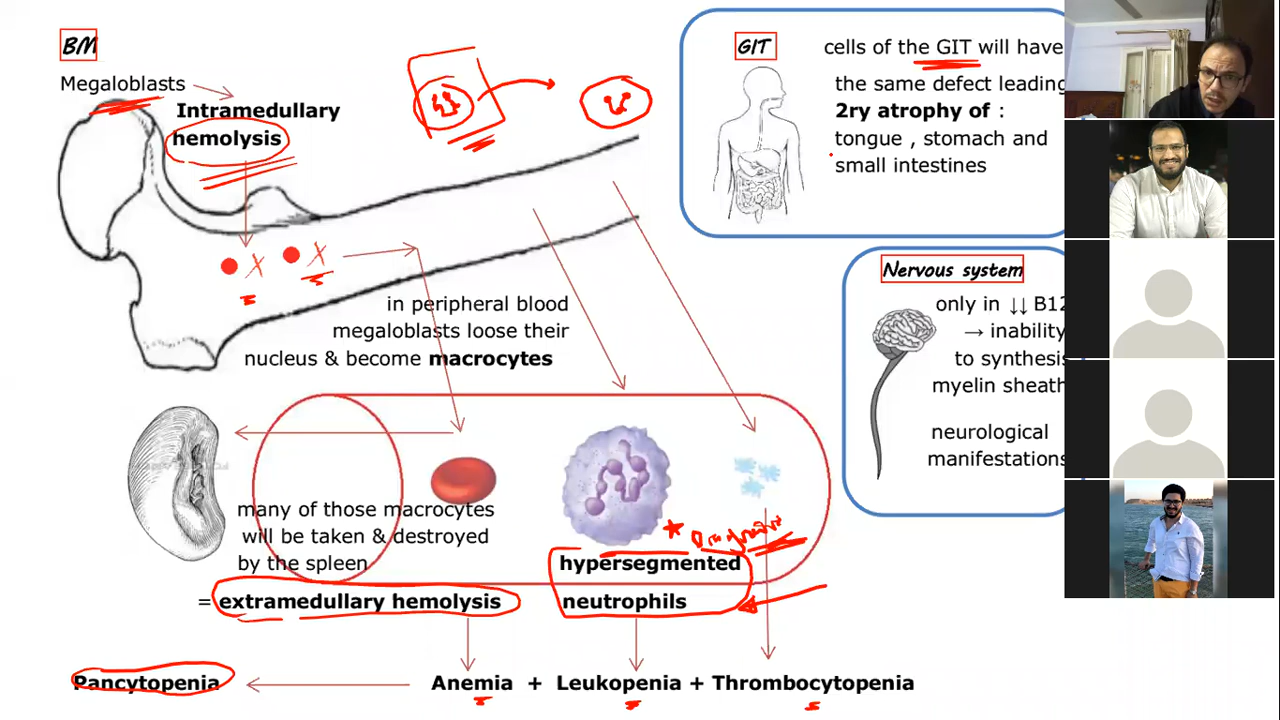 BM
Megaloblasts
Intramedullary
hemolysis
in peripheral blood
megaloblasts loose their
nucleus & become macrocytes
many of those macrocytes
will be taken & destroyed
by the spleen
= extramedullary hemolysis
hypersegmented
neutrophils
Pancytopenia
Anemia + Leukopenia + Thrombocytopenia
GIT
cells of the GIT will have
the same defect leading
2ry atrophy of :
tongue , stomach and
small intestines
Nervous system
only in ↓↓ B12
→ inability
to synthesis
myelin sheath
neurological
manifestations